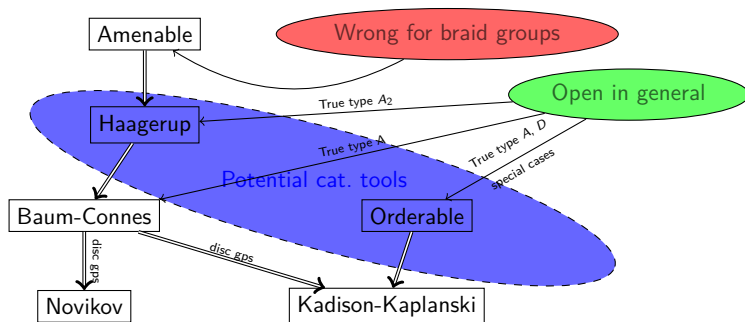 Amenable
Wrong for braid groups
Open in general
True type A₂
Haagerup
True type A
True type A, D
special cases
Potential cat. tools
Baum-Connes
Orderable
disc gps
disc gps
Novikov
Kadison-Kaplanski